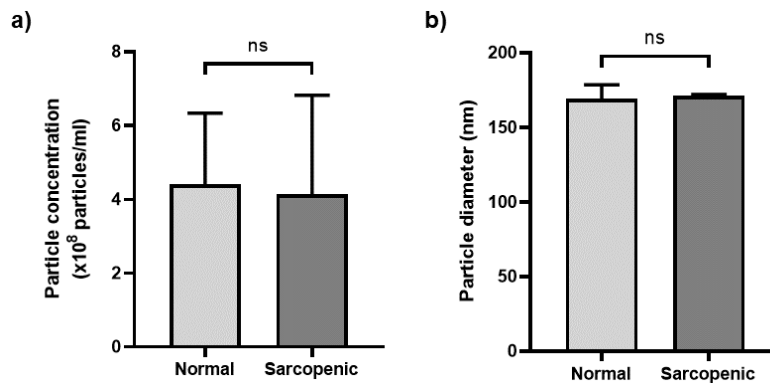 a)
ns
Particle concentration
(x10⁸ particles/ml)
8
6
4
2
0
Normal Sarcopenic
b)
ns
Particle diameter (nm)
200
150
100
50
0
Normal Sarcopenic